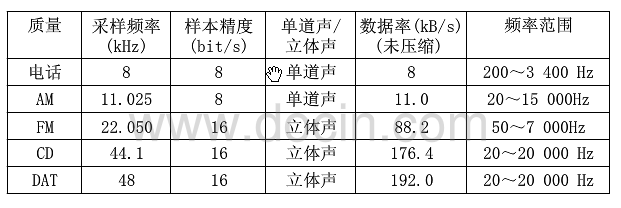 质量 采样频率 (kHz) 样本精度 (bit/s) 单道声/ 立体声 数据率(kB/s) (未压缩) 频率范围
电话 8 8 单道声 8 200～3 400 Hz
AM 11.025 8 单道声 11.0 20～15 000Hz
FM 22.050 16 立体声 88.2 50～7 000Hz
CD 44.1 16 立体声 176.4 20～20 000 Hz
DAT 48 16 立体声 192.0 20～20 000 Hz
www.docin.com